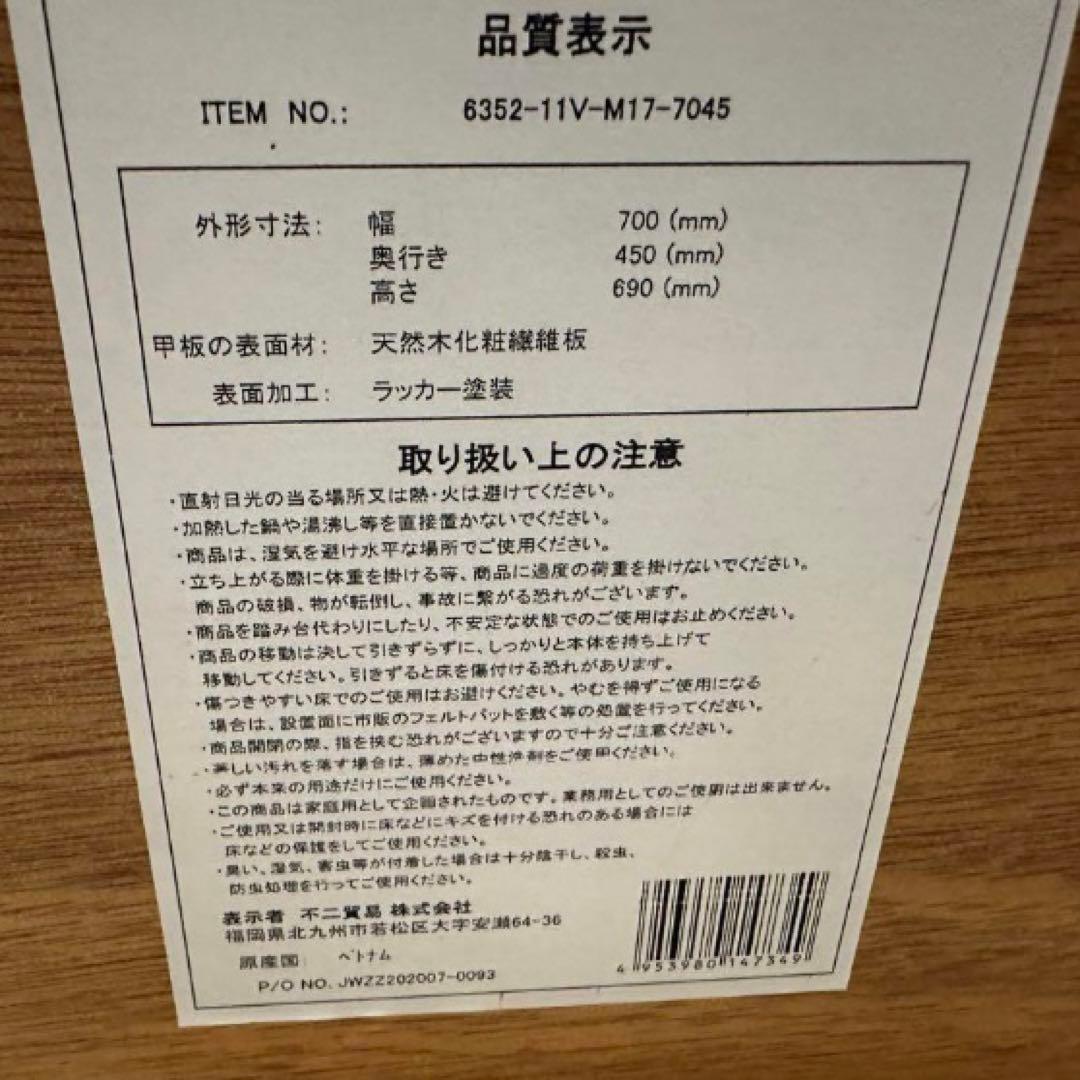 品質表示
ITEM NO.: 6352-11V-M17-7045
外形寸法: 幅 700 (mm)
奥行き 450 (mm)
高さ 690 (mm)
甲板の表面材: 天然木化粧繊維板
表面加工: ラッカー塗装
取り扱い上の注意
・直射日光の当る場所又は熱・火は避けてください。
・加熱した鍋や湯沸し等を直接置かないでください。
・商品は、湿気を避け水平な場所でご使用ください。
・立ち上がる際に体重を掛ける等、商品に過度の荷重を掛けないでください。
商品の破損、物が転倒し、事故に繋がる恐れがございます。
・商品を踏み台代わりにしたり、不安定な状態でのご使用はお止めください。
・商品の移動は決して引きずらずに、しっかりと本体を持ち上げて
移動してください。引きずると床を傷付ける恐れがあります。
・傷つきやすい床でのご使用はお避けください。やむを得ずご使用になる
場合は、設置面に市販のフェルトパットを敷く等の処置を行ってください。
・商品開閉の際、指を挟む恐れがございますので十分ご注意ください。
・著しい汚れを落す場合は、薄めた中性洗剤をご使用ください。
・必ず本来の用途だけにご使用ください。
・この商品は家庭用として企画されたものです。業務用としてのご使用は出来ません。
・ご使用又は開封時に床などにキズを付ける恐れのある場合には
床などの保護をしてご使用ください。
・臭い、湿気、害虫等が付着した場合は十分陰干し、殺虫、
防虫処理を行ってご使用ください。
表示者 不二貿易 株式会社
福岡県北九州市若松区大字安瀬64-36
原産国: ベトナム
P/O NO. JWZZ202007-0093
4 953980 147349